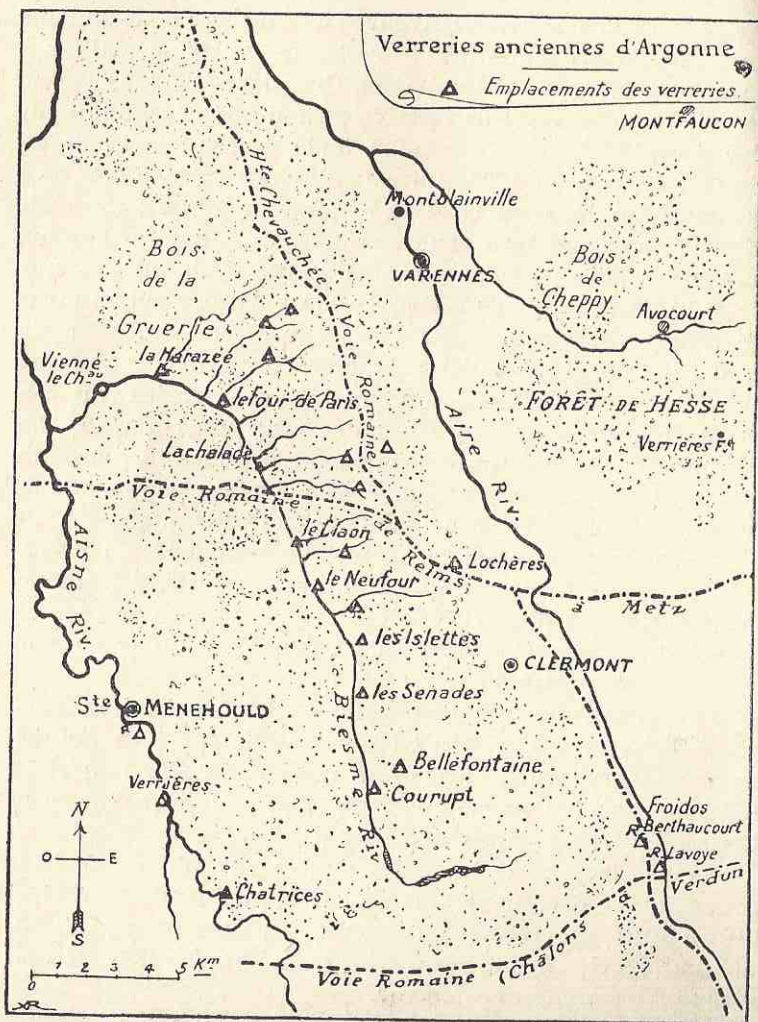 Verreries anciennes d'Argonne
Emplacements des verreries.
MONTFAUCON
Hte Chevauchée (Voie Romaine)
Montblainville
VARENNES
Bois
de la
Gruerie
Bois
de
Cheppy
Avocourt
la Harazée
Vienne
le Chau
le Four de Paris
FORÊT DE HESSE
Verrières Fe
Aire Riv.
Lachalade
Voie Romaine de Reims à Metz
le Claon
Lochères
Aisne Riv.
le Neufour
les Islettes
CLERMONT
les Senades
Ste MENEHOULD
R
Biesme Riv.
Bellefontaine
Courupt
Verrières
Froidos
R. Berthaucourt
R. Lavoye
Chatrices
N
O E
S
0 1 2 3 4 5 Km
Voie Romaine (Châlons à Verdun